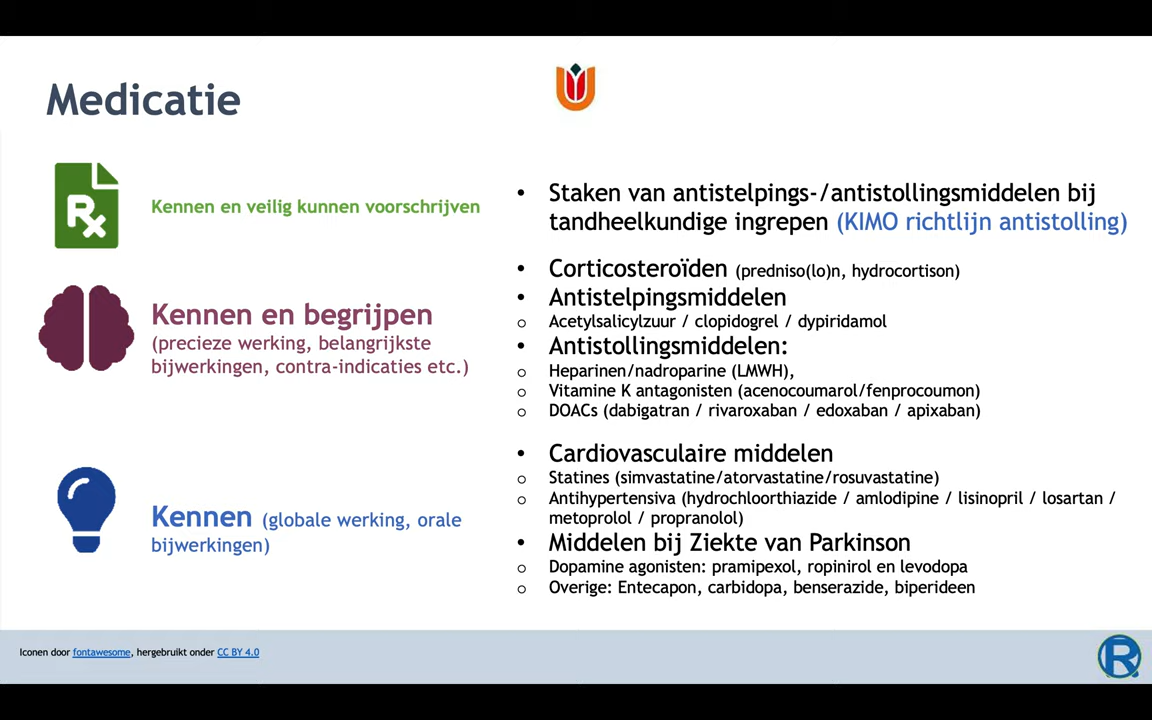 Medicatie
Rx
Kennen en veilig kunnen voorschrijven
• Staken van antistelpings-/antistollingsmiddelen bij
tandheelkundige ingrepen (KIMO richtlijn antistolling)
Kennen en begrijpen
(precieze werking, belangrijkste
bijwerkingen, contra-indicaties etc.)
• Corticosteroïden (predniso(lo)n, hydrocortison)
• Antistelpingsmiddelen
o Acetylsalicylzuur / clopidogrel / dypiridamol
• Antistollingsmiddelen:
o Heparinen/nadroparine (LMWH),
o Vitamine K antagonisten (acenocoumarol/fenprocoumon)
o DOACs (dabigatran / rivaroxaban / edoxaban / apixaban)
Kennen (globale werking, orale
bijwerkingen)
• Cardiovasculaire middelen
o Statines (simvastatine/atorvastatine/rosuvastatine)
o Antihypertensiva (hydrochloorthiazide / amlodipine / lisinopril / losartan /
metoprolol / propranolol)
• Middelen bij Ziekte van Parkinson
o Dopamine agonisten: pramipexol, ropinirol en levodopa
o Overige: Entecapon, carbidopa, benserazide, biperideen
Iconen door fontawesome, hergebruikt onder CC BY 4.0
R